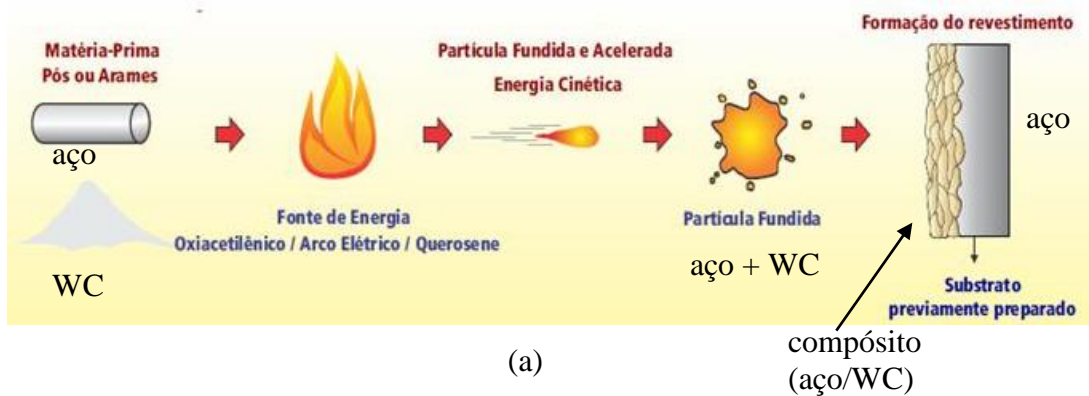 Matéria-Prima
Pós ou Arames
aço
WC
Fonte de Energia
Oxiacetilênico / Arco Elétrico / Querosene
Partícula Fundida e Acelerada
Energia Cinética
Partícula Fundida
aço + WC
Formação do revestimento
aço
Substrato
previamente preparado
compósito
(aço/WC)
(a)